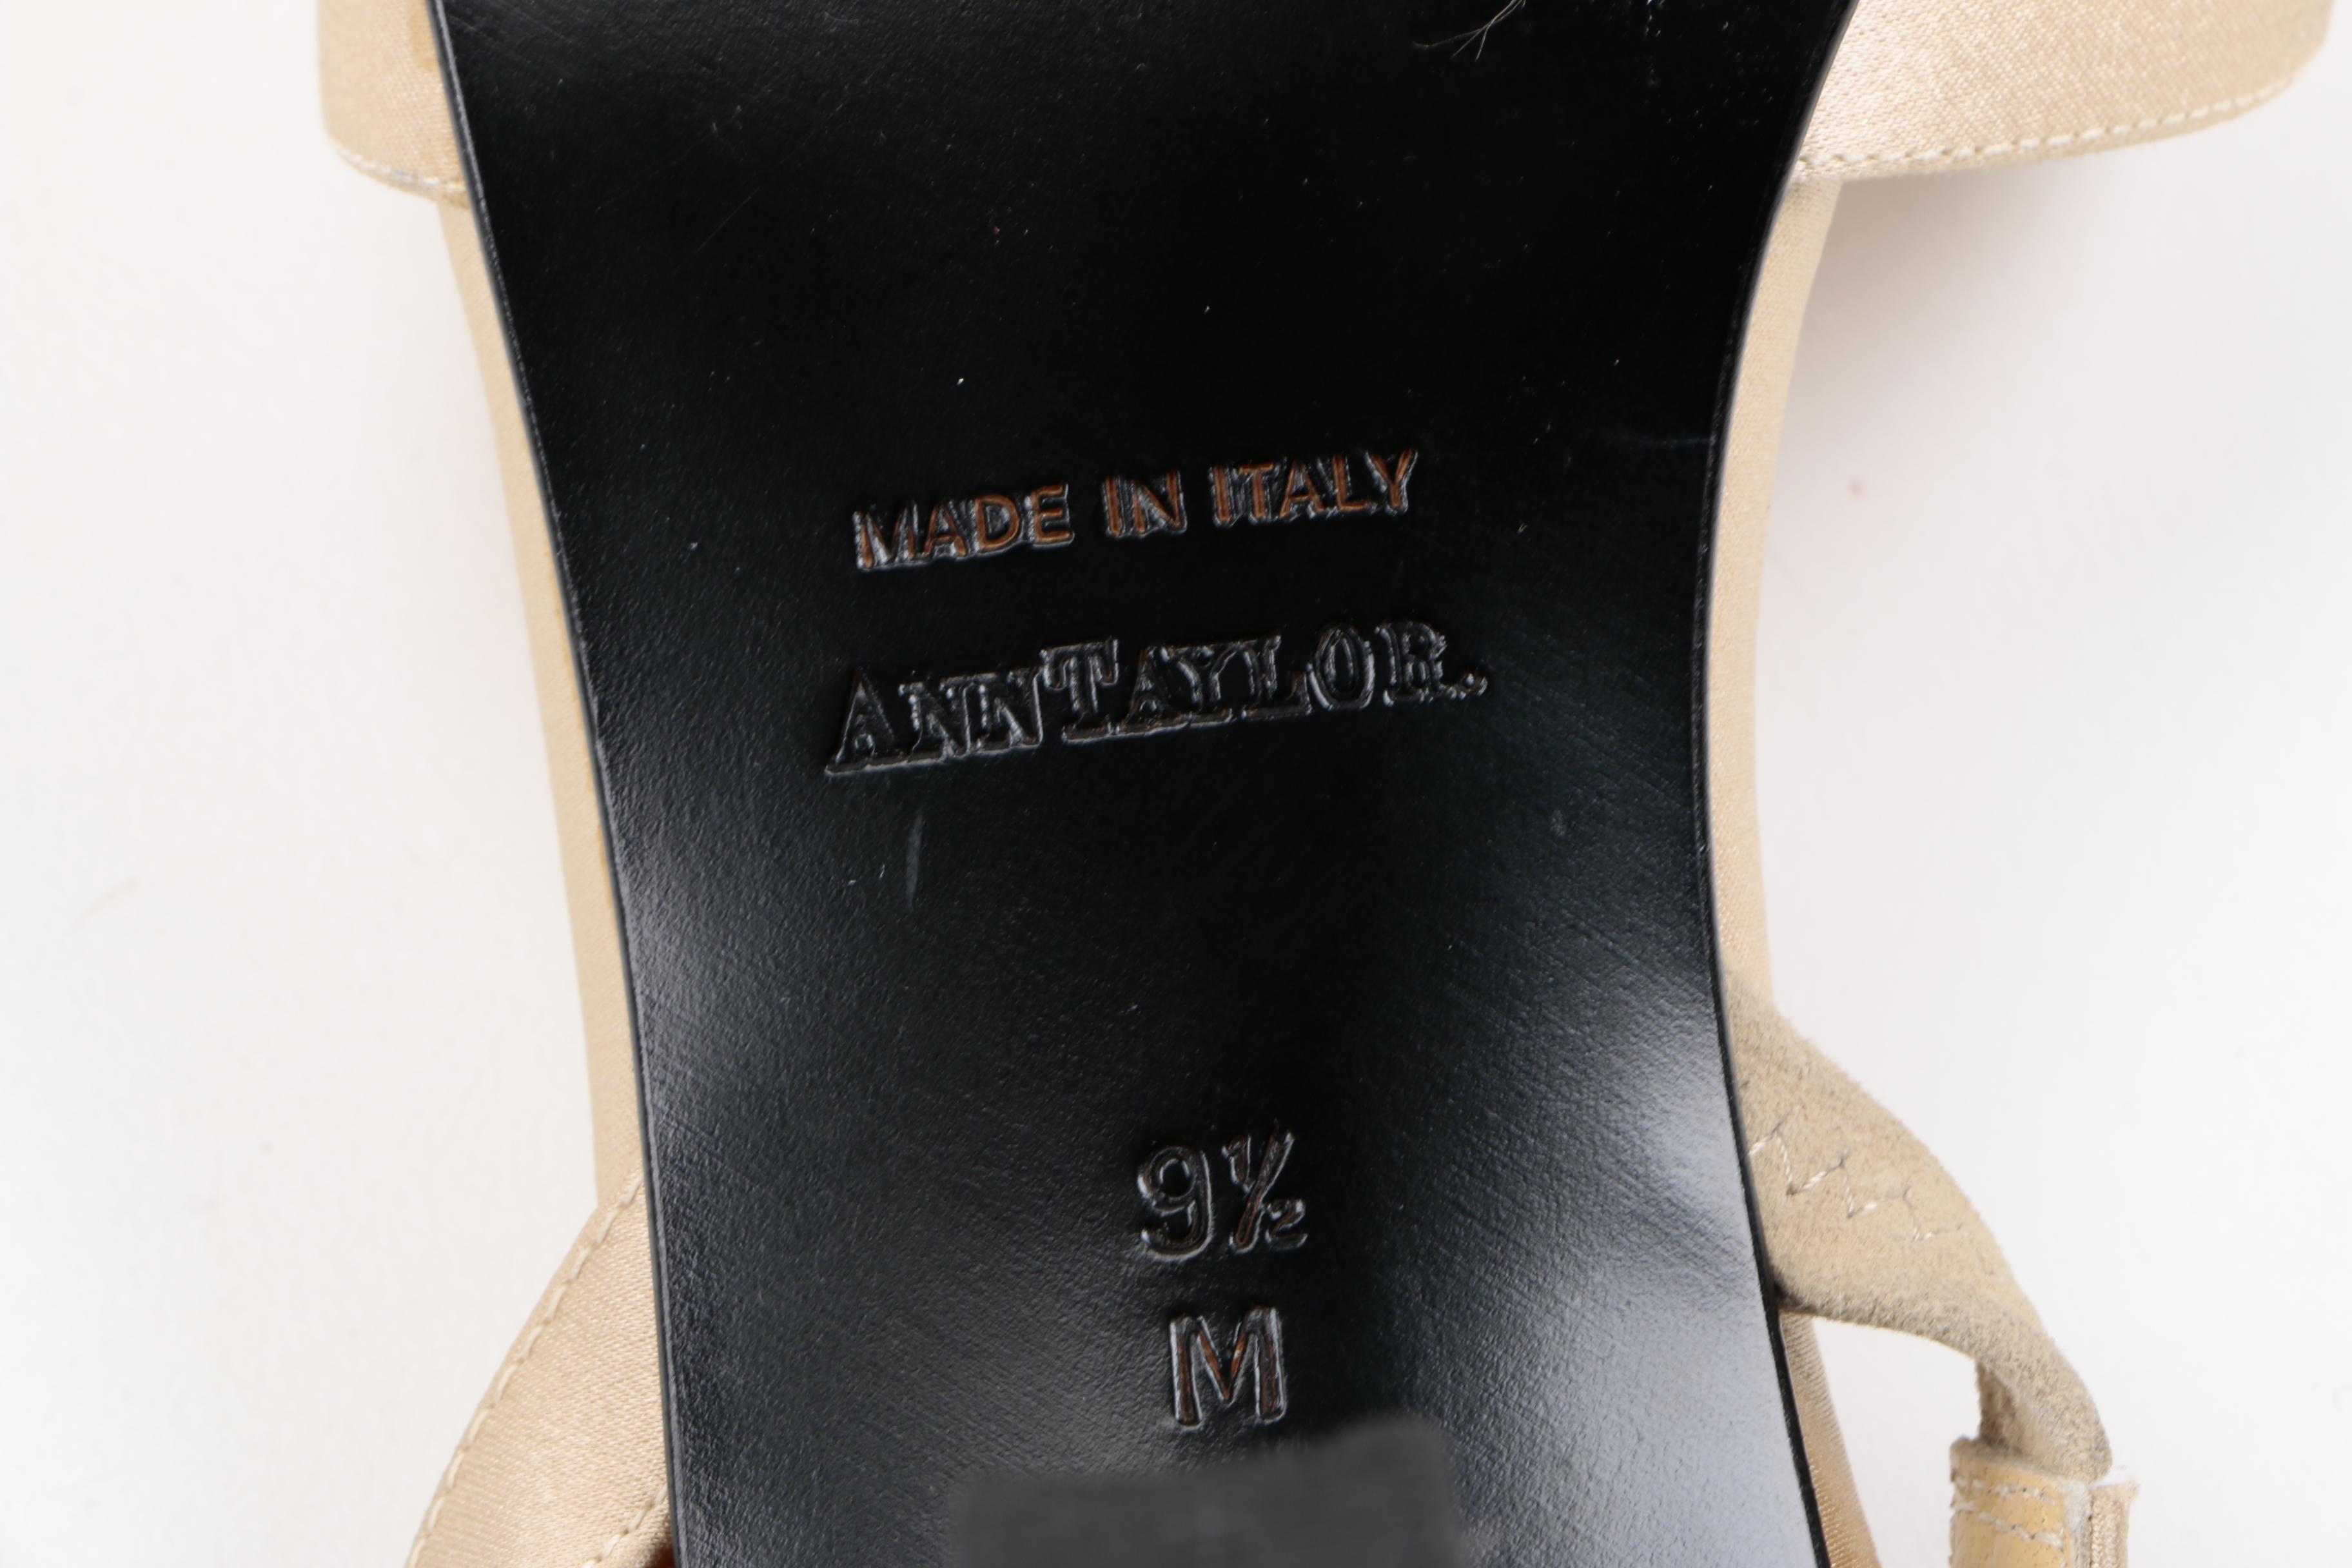 MADE IN ITALY
ANNTAYLOR.
9½
M